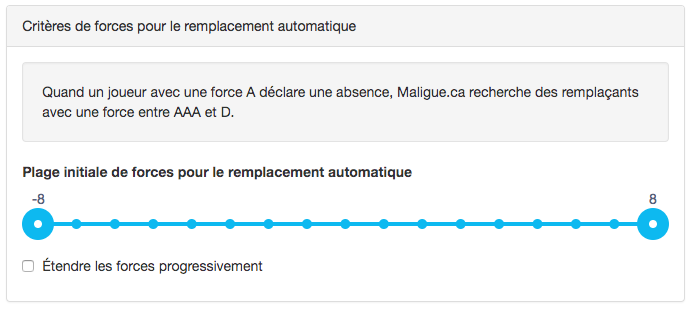 Critères de forces pour le remplacement automatique
Quand un joueur avec une force A déclare une absence, Maligue.ca recherche des remplaçants
avec une force entre AAA et D.
Plage initiale de forces pour le remplacement automatique
-8 8
Étendre les forces progressivement